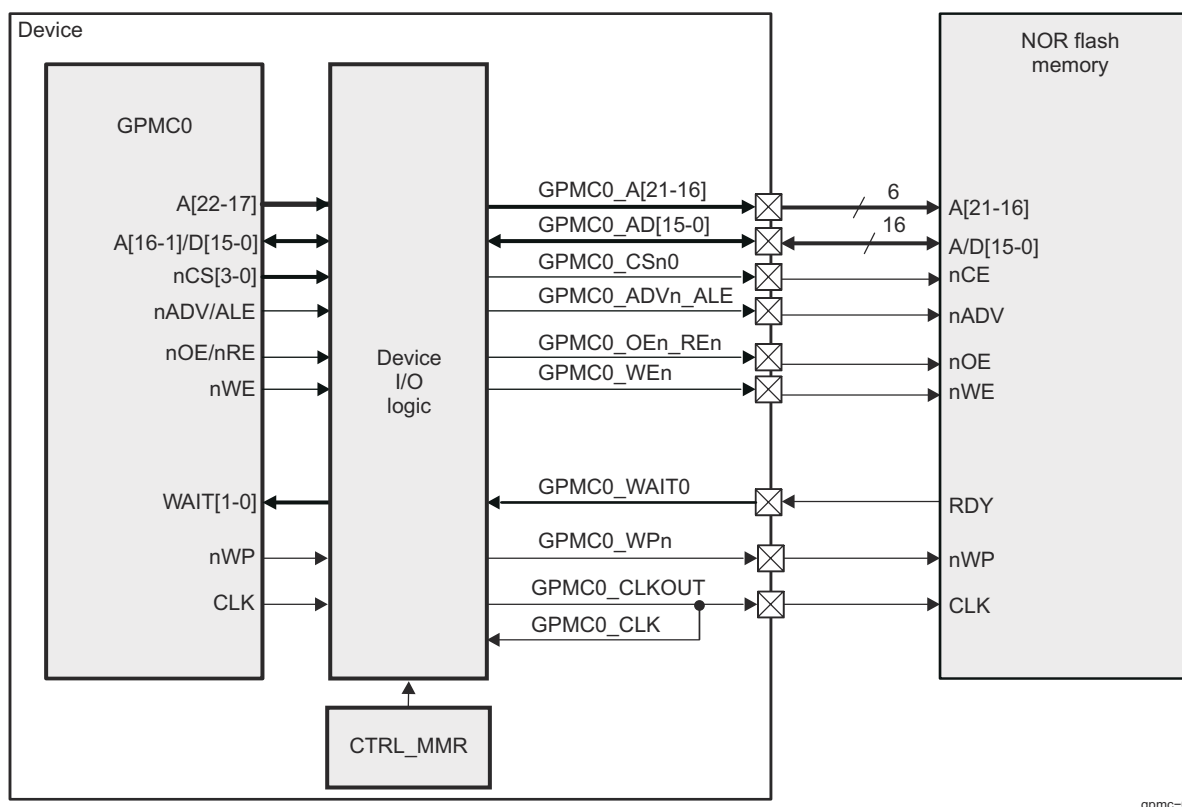 Device
GPMC0
A[22-17]
A[16-1]/D[15-0]
nCS[3-0]
nADV/ALE
nOE/nRE
nWE
WAIT[1-0]
nWP
CLK
Device
I/O
logic
CTRL_MMR
GPMC0_A[21-16]
GPMC0_AD[15-0]
GPMC0_CSn0
GPMC0_ADVn_ALE
GPMC0_OEn_REn
GPMC0_WEn
GPMC0_WAIT0
GPMC0_WPn
GPMC0_CLKOUT
GPMC0_CLK
6
16
NOR flash
memory
A[21-16]
A/D[15-0]
nCE
nADV
nOE
nWE
RDY
nWP
CLK